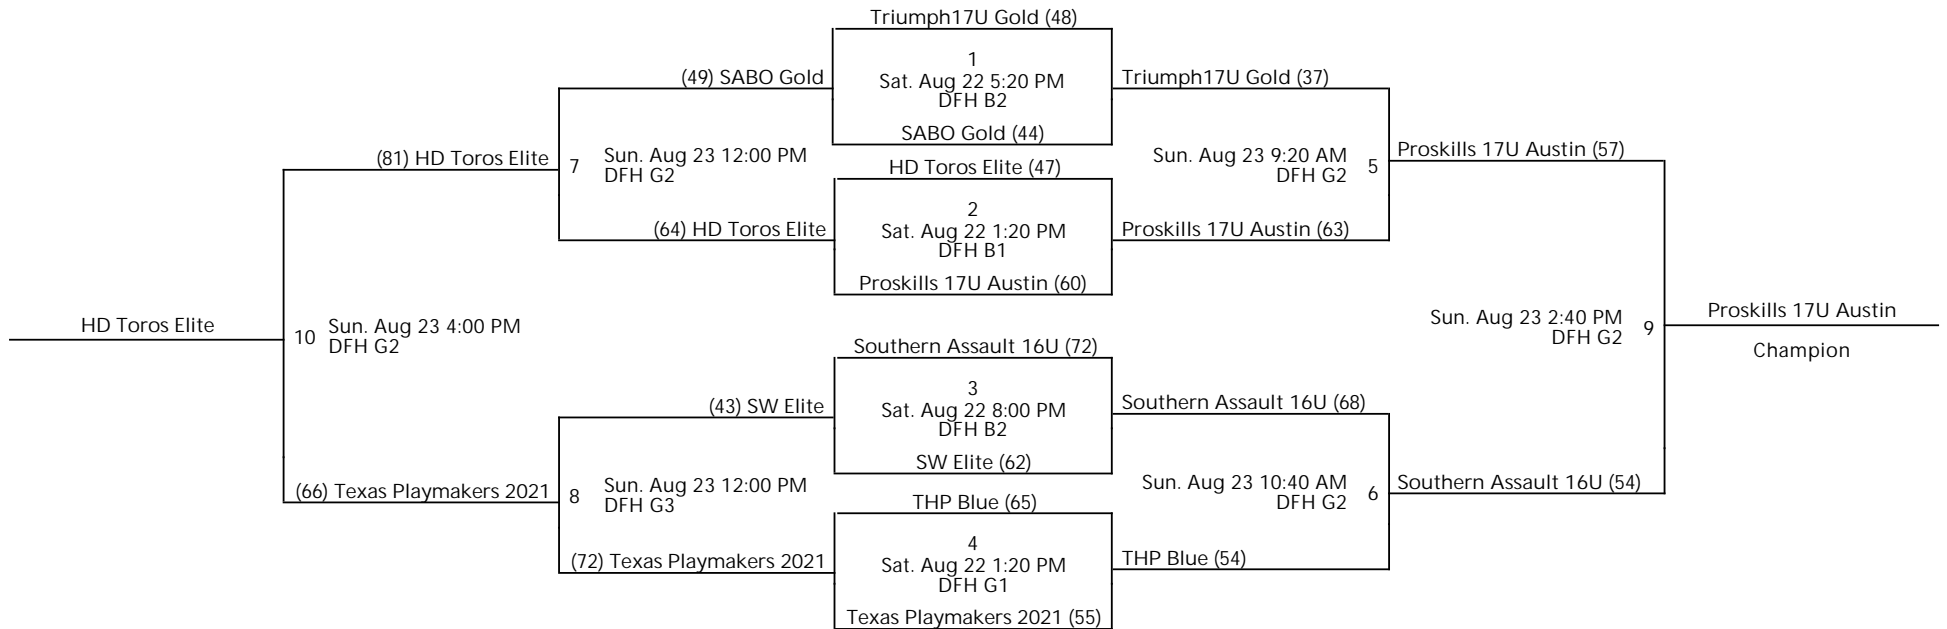 Triumph17U Gold (48)
1
Sat. Aug 22 5:20 PM
DFH B2
SABO Gold (44)
(49) SABO Gold
Triumph17U Gold (37)
(81) HD Toros Elite
7
Sun. Aug 23 12:00 PM
DFH G2
HD Toros Elite (47)
2
Sat. Aug 22 1:20 PM
DFH B1
Proskills 17U Austin (60)
Sun. Aug 23 9:20 AM
DFH G2
5
Proskills 17U Austin (57)
(64) HD Toros Elite
Proskills 17U Austin (63)
HD Toros Elite
10
Sun. Aug 23 4:00 PM
DFH G2
Sun. Aug 23 2:40 PM
DFH G2
9
Proskills 17U Austin
Champion
Southern Assault 16U (72)
3
Sat. Aug 22 8:00 PM
DFH B2
SW Elite (62)
(43) SW Elite
Southern Assault 16U (68)
(66) Texas Playmakers 2021
8
Sun. Aug 23 12:00 PM
DFH G3
THP Blue (65)
4
Sat. Aug 22 1:20 PM
DFH G1
Texas Playmakers 2021 (55)
Sun. Aug 23 10:40 AM
DFH G2
6
Southern Assault 16U (54)
(72) Texas Playmakers 2021
THP Blue (54)